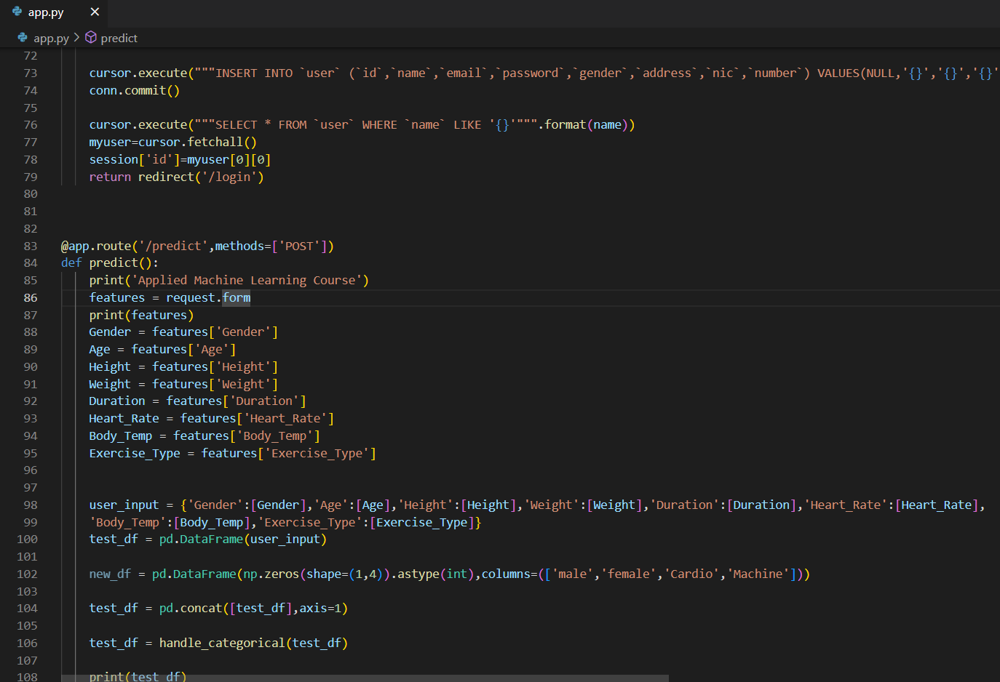 app.py
app.py > predict
72
73 cursor.execute("""INSERT INTO `user` (`id`,`name`,`email`,`password`,`gender`,`address`,`nic`,`number`) VALUES(NULL,'{}','{}','{}'
74 conn.commit()
75
76 cursor.execute("""SELECT * FROM `user` WHERE `name` LIKE '{}'""".format(name))
77 myuser=cursor.fetchall()
78 session['id']=myuser[0][0]
79 return redirect('/login')
80
81
82
83 @app.route('/predict',methods=['POST'])
84 def predict():
85 print('Applied Machine Learning Course')
86 features = request.form
87 print(features)
88 Gender = features['Gender']
89 Age = features['Age']
90 Height = features['Height']
91 Weight = features['Weight']
92 Duration = features['Duration']
93 Heart_Rate = features['Heart_Rate']
94 Body_Temp = features['Body_Temp']
95 Exercise_Type = features['Exercise_Type']
96
97
98 user_input = {'Gender':[Gender],'Age':[Age],'Height':[Height],'Weight':[Weight],'Duration':[Duration],'Heart_Rate':[Heart_Rate],
99 'Body_Temp':[Body_Temp],'Exercise_Type':[Exercise_Type]}
100 test_df = pd.DataFrame(user_input)
101
102 new_df = pd.DataFrame(np.zeros(shape=(1,4)).astype(int),columns=(['male','female','Cardio','Machine']))
103
104 test_df = pd.concat([test_df],axis=1)
105
106 test_df = handle_categorical(test_df)
107
108 print(test_df)